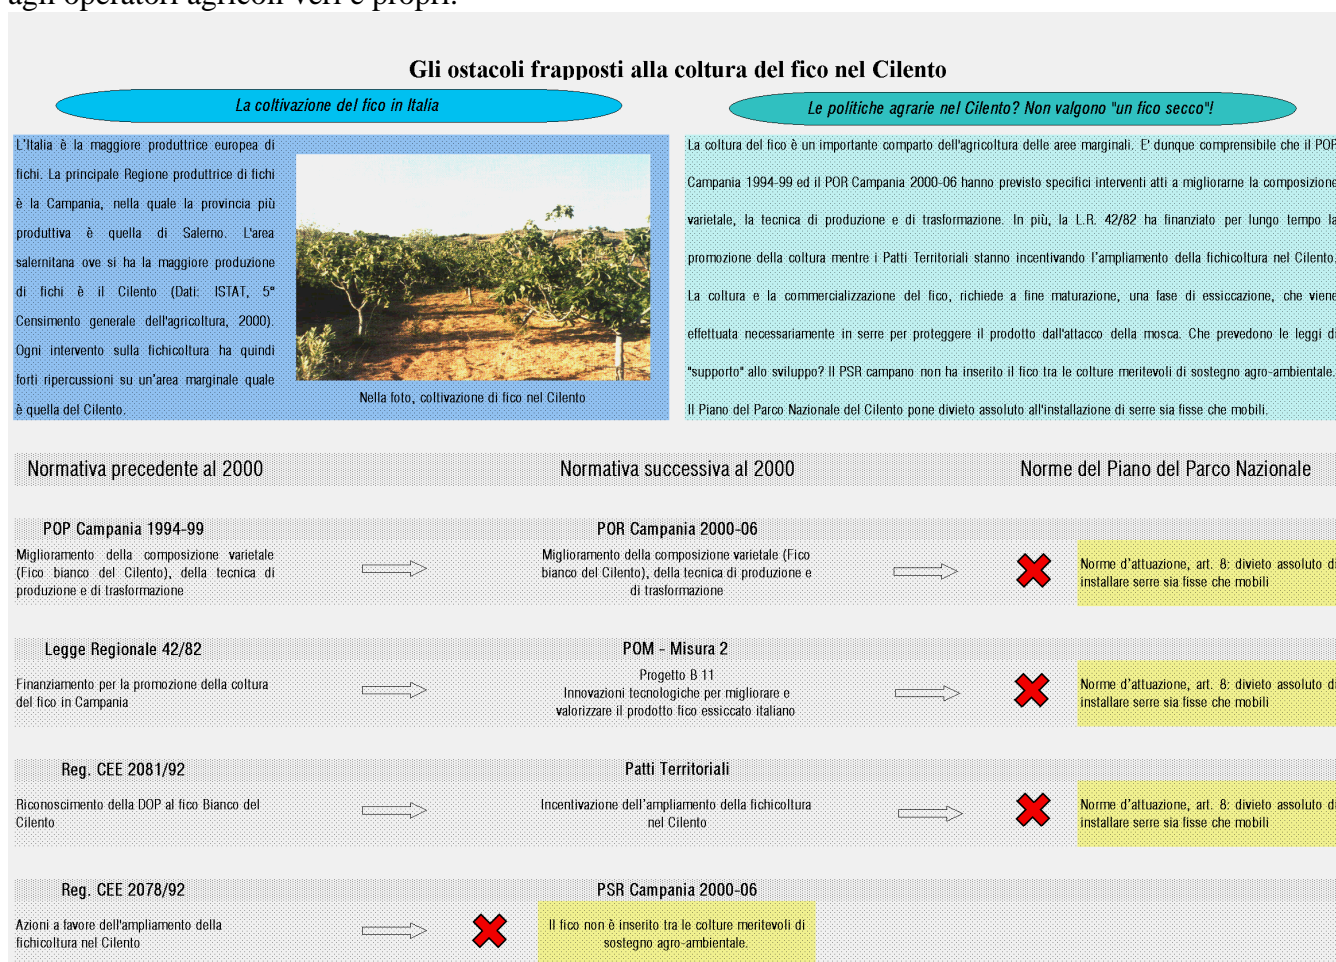 agli operatori agricoli veri e propri.
Gli ostacoli frapposti alla coltura del fico nel Cilento
La coltivazione del fico in Italia
L'Italia è la maggiore produttrice europea di
fichi. La principale Regione produttrice di fichi
è la Campania, nella quale la provincia più
produttiva è quella di Salerno. L'area
salernitana ove si ha la maggiore produzione
di fichi è il Cilento (Dati: ISTAT, 5°
Censimento generale dell'agricoltura, 2000).
Ogni intervento sulla fichicoltura ha quindi
forti ripercussioni su un'area marginale quale
è quella del Cilento.
Nella foto, coltivazione di fico nel Cilento
Le politiche agrarie nel Cilento? Non valgono "un fico secco"!
La coltura del fico è un importante comparto dell'agricoltura delle aree marginali. E' dunque comprensibile che il POP
Campania 1994-99 ed il POR Campania 2000-06 hanno previsto specifici interventi atti a migliorarne la composizione
varietale, la tecnica di produzione e di trasformazione. In più, la L.R. 42/82 ha finanziato per lungo tempo la
promozione della coltura mentre i Patti Territoriali stanno incentivando l'ampliamento della fichicoltura nel Cilento.
La coltura e la commercializzazione del fico, richiede a fine maturazione, una fase di essiccazione, che viene
effettuata necessariamente in serre per proteggere il prodotto dall'attacco della mosca. Che prevedono le leggi di
"supporto" allo sviluppo? Il PSR campano non ha inserito il fico tra le colture meritevoli di sostegno agro-ambientale.
Il Piano del Parco Nazionale del Cilento pone divieto assoluto all'installazione di serre sia fisse che mobili.
Normativa precedente al 2000
Normativa successiva al 2000
Norme del Piano del Parco Nazionale
POP Campania 1994-99
Miglioramento della composizione varietale
(Fico bianco del Cilento), della tecnica di
produzione e di trasformazione
POR Campania 2000-06
Miglioramento della composizione varietale (Fico
bianco del Cilento), della tecnica di produzione e
di trasformazione
Norme d'attuazione, art. 8: divieto assoluto di
installare serre sia fisse che mobili
Legge Regionale 42/82
Finanziamento per la promozione della coltura
del fico in Campania
POM - Misura 2
Progetto B 11
Innovazioni tecnologiche per migliorare e
valorizzare il prodotto fico essiccato italiano
Norme d'attuazione, art. 8: divieto assoluto di
installare serre sia fisse che mobili
Reg. CEE 2081/92
Riconoscimento della DOP al fico Bianco del
Cilento
Patti Territoriali
Incentivazione dell'ampliamento della fichicoltura
nel Cilento
Norme d'attuazione, art. 8: divieto assoluto di
installare serre sia fisse che mobili
Reg. CEE 2078/92
Azioni a favore dell'ampliamento della
fichicoltura nel Cilento
PSR Campania 2000-06
Il fico non è inserito tra le colture meritevoli di
sostegno agro-ambientale.